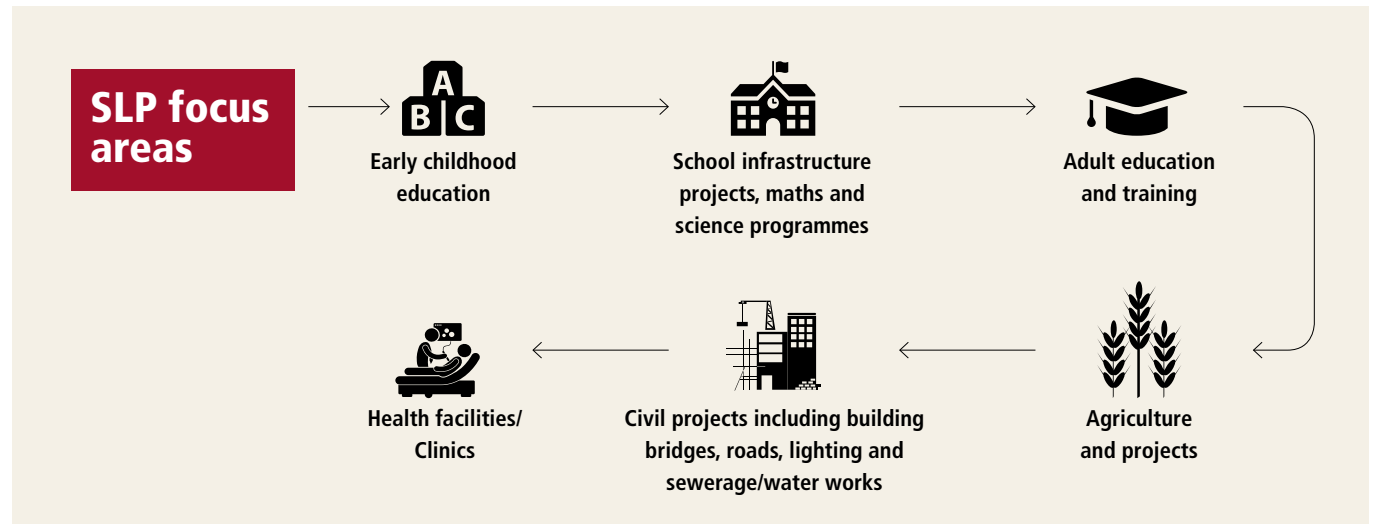 SLP focus
areas
A
B C
Early childhood
education
School infrastructure
projects, maths and
science programmes
Adult education
and training
Agriculture
and projects
Civil projects including building
bridges, roads, lighting and
sewerage/water works
Health facilities/
Clinics